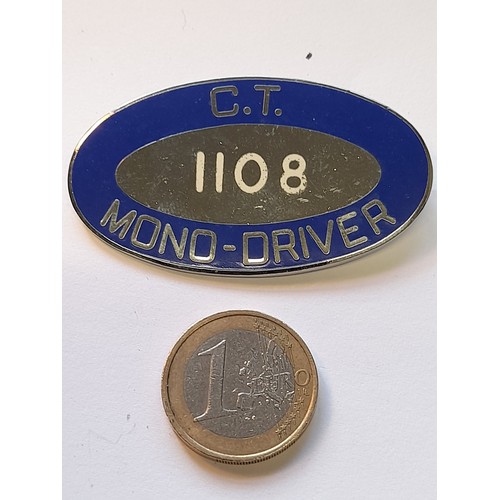 C.T.
1108
MONO-DRIVER
1
EURO